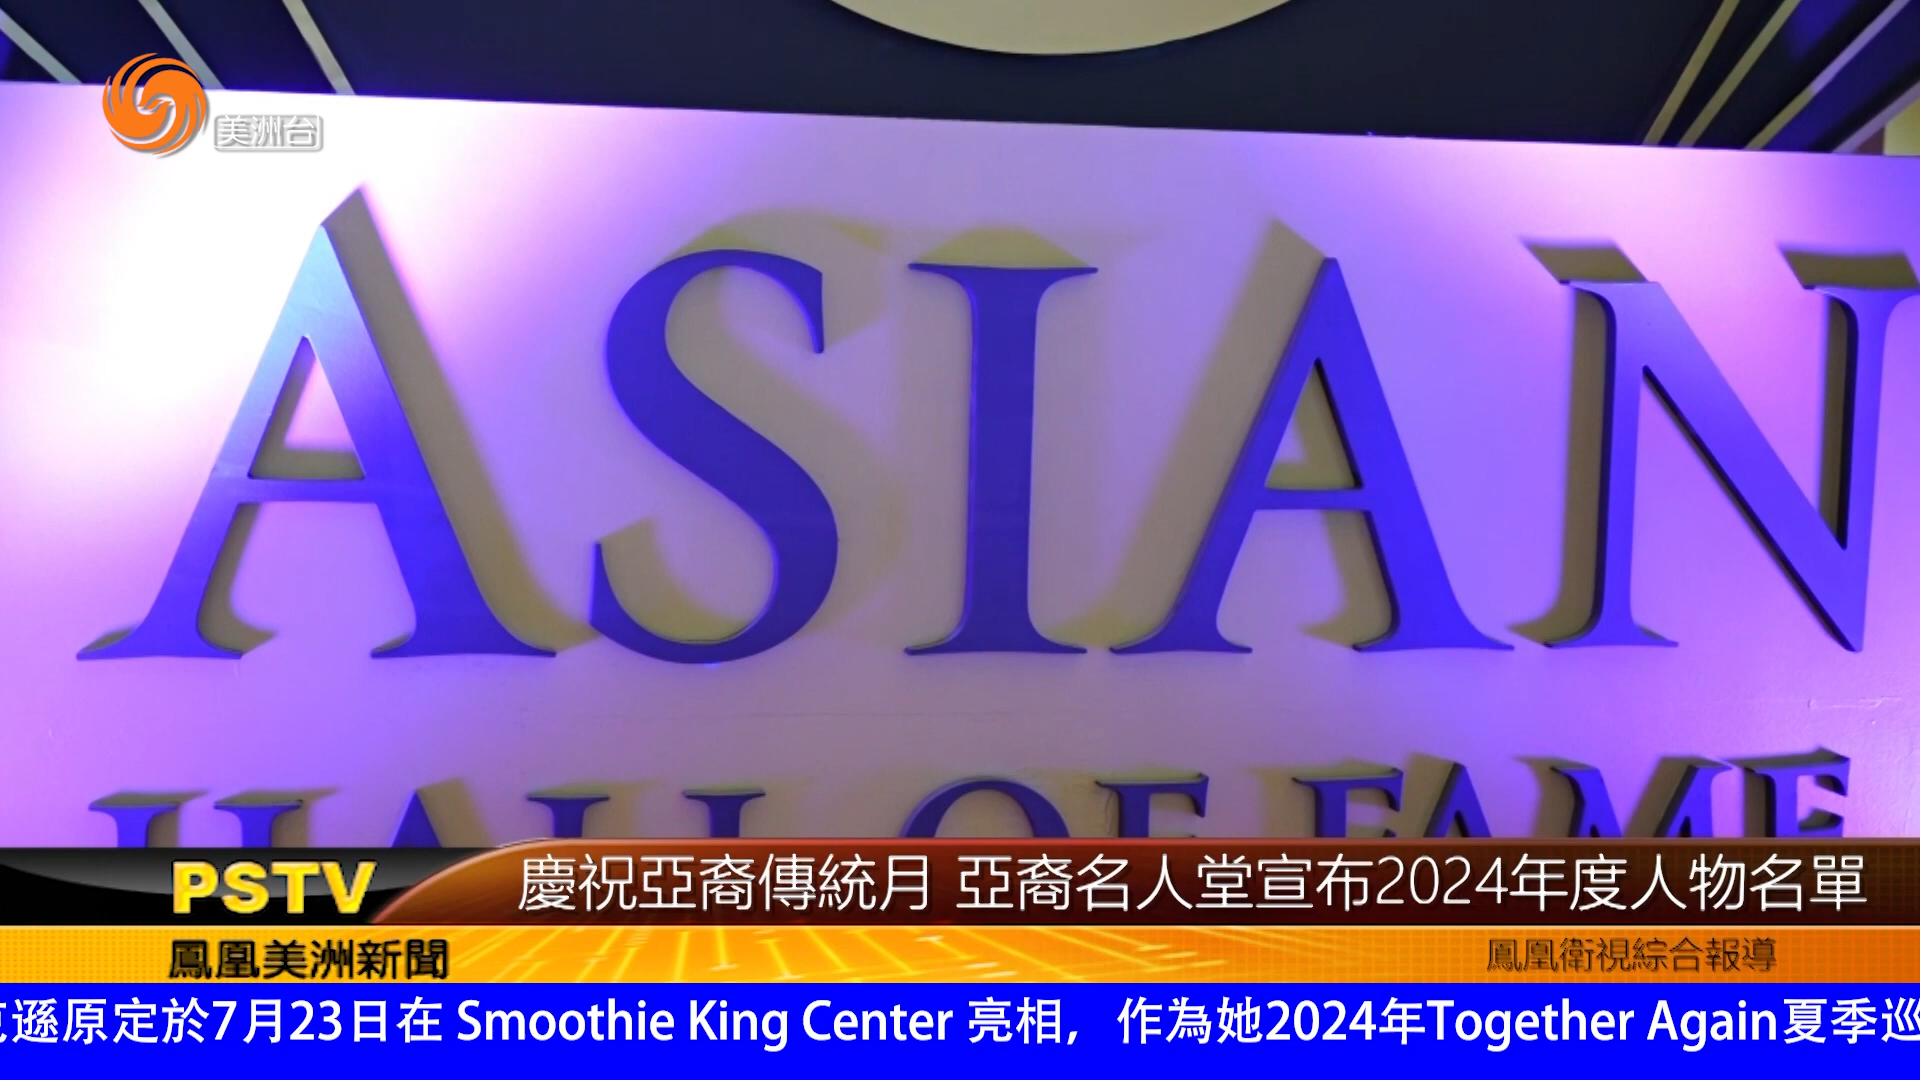 美洲台
ASIAN
HALL OF FAME
PSTV
慶祝亞裔傳統月 亞裔名人堂宣布2024年度人物名單
鳳凰美洲新聞
鳳凰衛視綜合報導
遜原定於7月23日在 Smoothie King Center 亮相，作為她2024年Together Again夏季巡